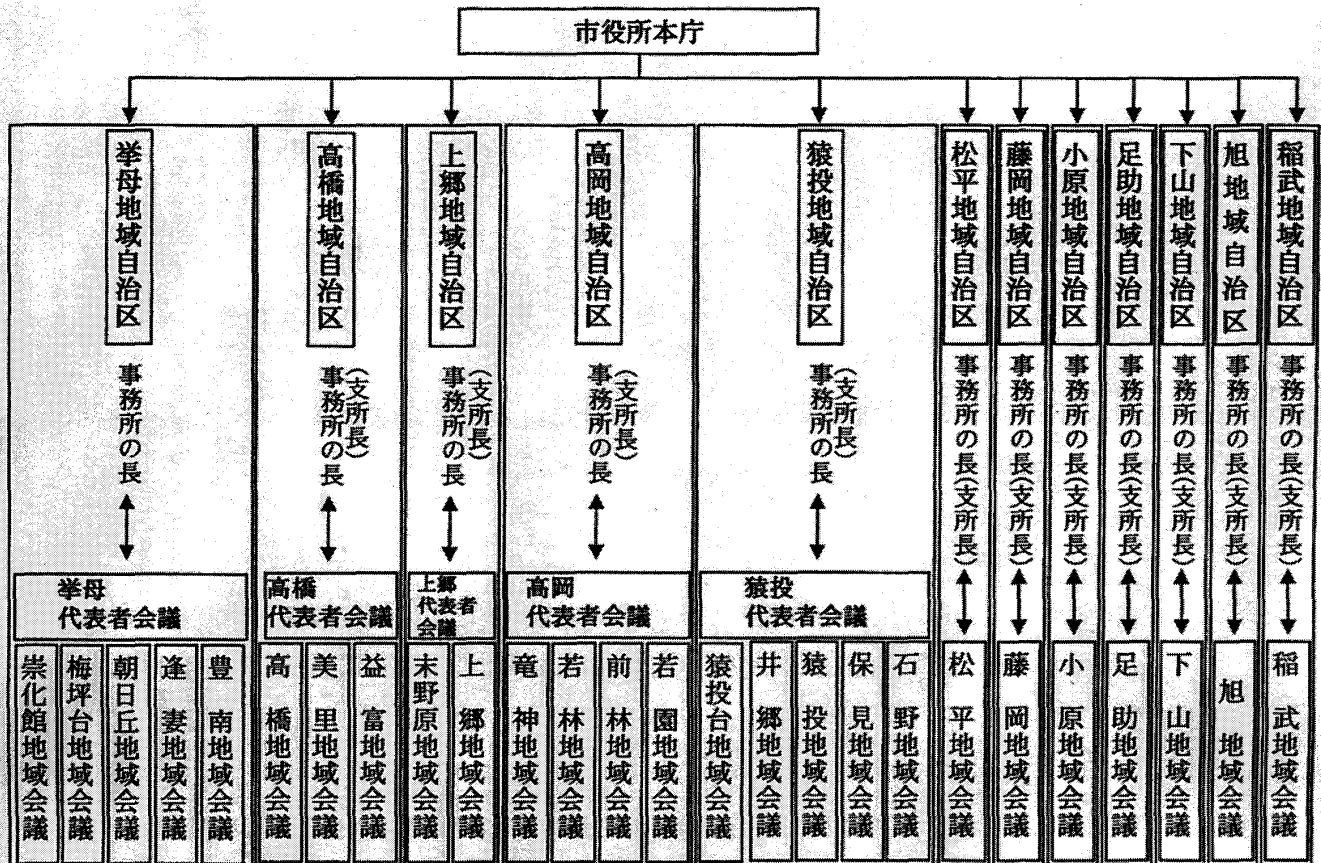 市役所本庁
挙母地域自治区
高橋地域自治区
上郷地域自治区
高岡地域自治区
猿投地域自治区
松平地域自治区
藤岡地域自治区
小原地域自治区
足助地域自治区
下山地域自治区
旭地域自治区
稲武地域自治区
事務所の長
事務所の長
(支所長)
事務所の長
(支所長)
事務所の長
(支所長)
事務所の長
(支所長)
事務所の長(支所長)
事務所の長(支所長)
事務所の長(支所長)
事務所の長(支所長)
事務所の長(支所長)
事務所の長(支所長)
事務所の長(支所長)
挙母
代表者会議
高橋
代表者会議
上郷
代表者
会議
高岡
代表者会議
猿投
代表者会議
崇化館地域会議
梅坪台地域会議
朝日丘地域会議
逢妻地域会議
豊南地域会議
高橋地域会議
美里地域会議
益富地域会議
末野原地域会議
上郷地域会議
竜神地域会議
若林地域会議
前林地域会議
若園地域会議
猿投台地域会議
井郷地域会議
猿投地域会議
保見地域会議
石野地域会議
松平地域会議
藤岡地域会議
小原地域会議
足助地域会議
下山地域会議
旭地域会議
稲武地域会議